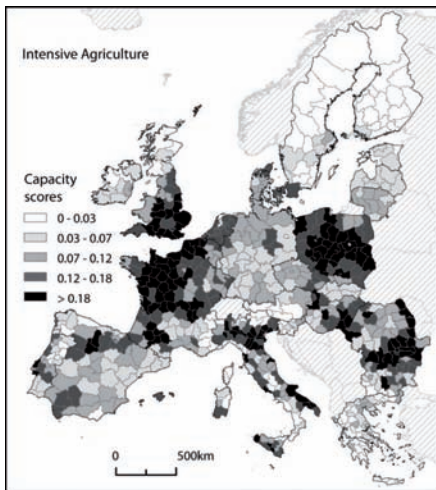 Intensive Agriculture
Capacity
scores
0 - 0.03
0.03 - 0.07
0.07 - 0.12
0.12 - 0.18
> 0.18
0 500km